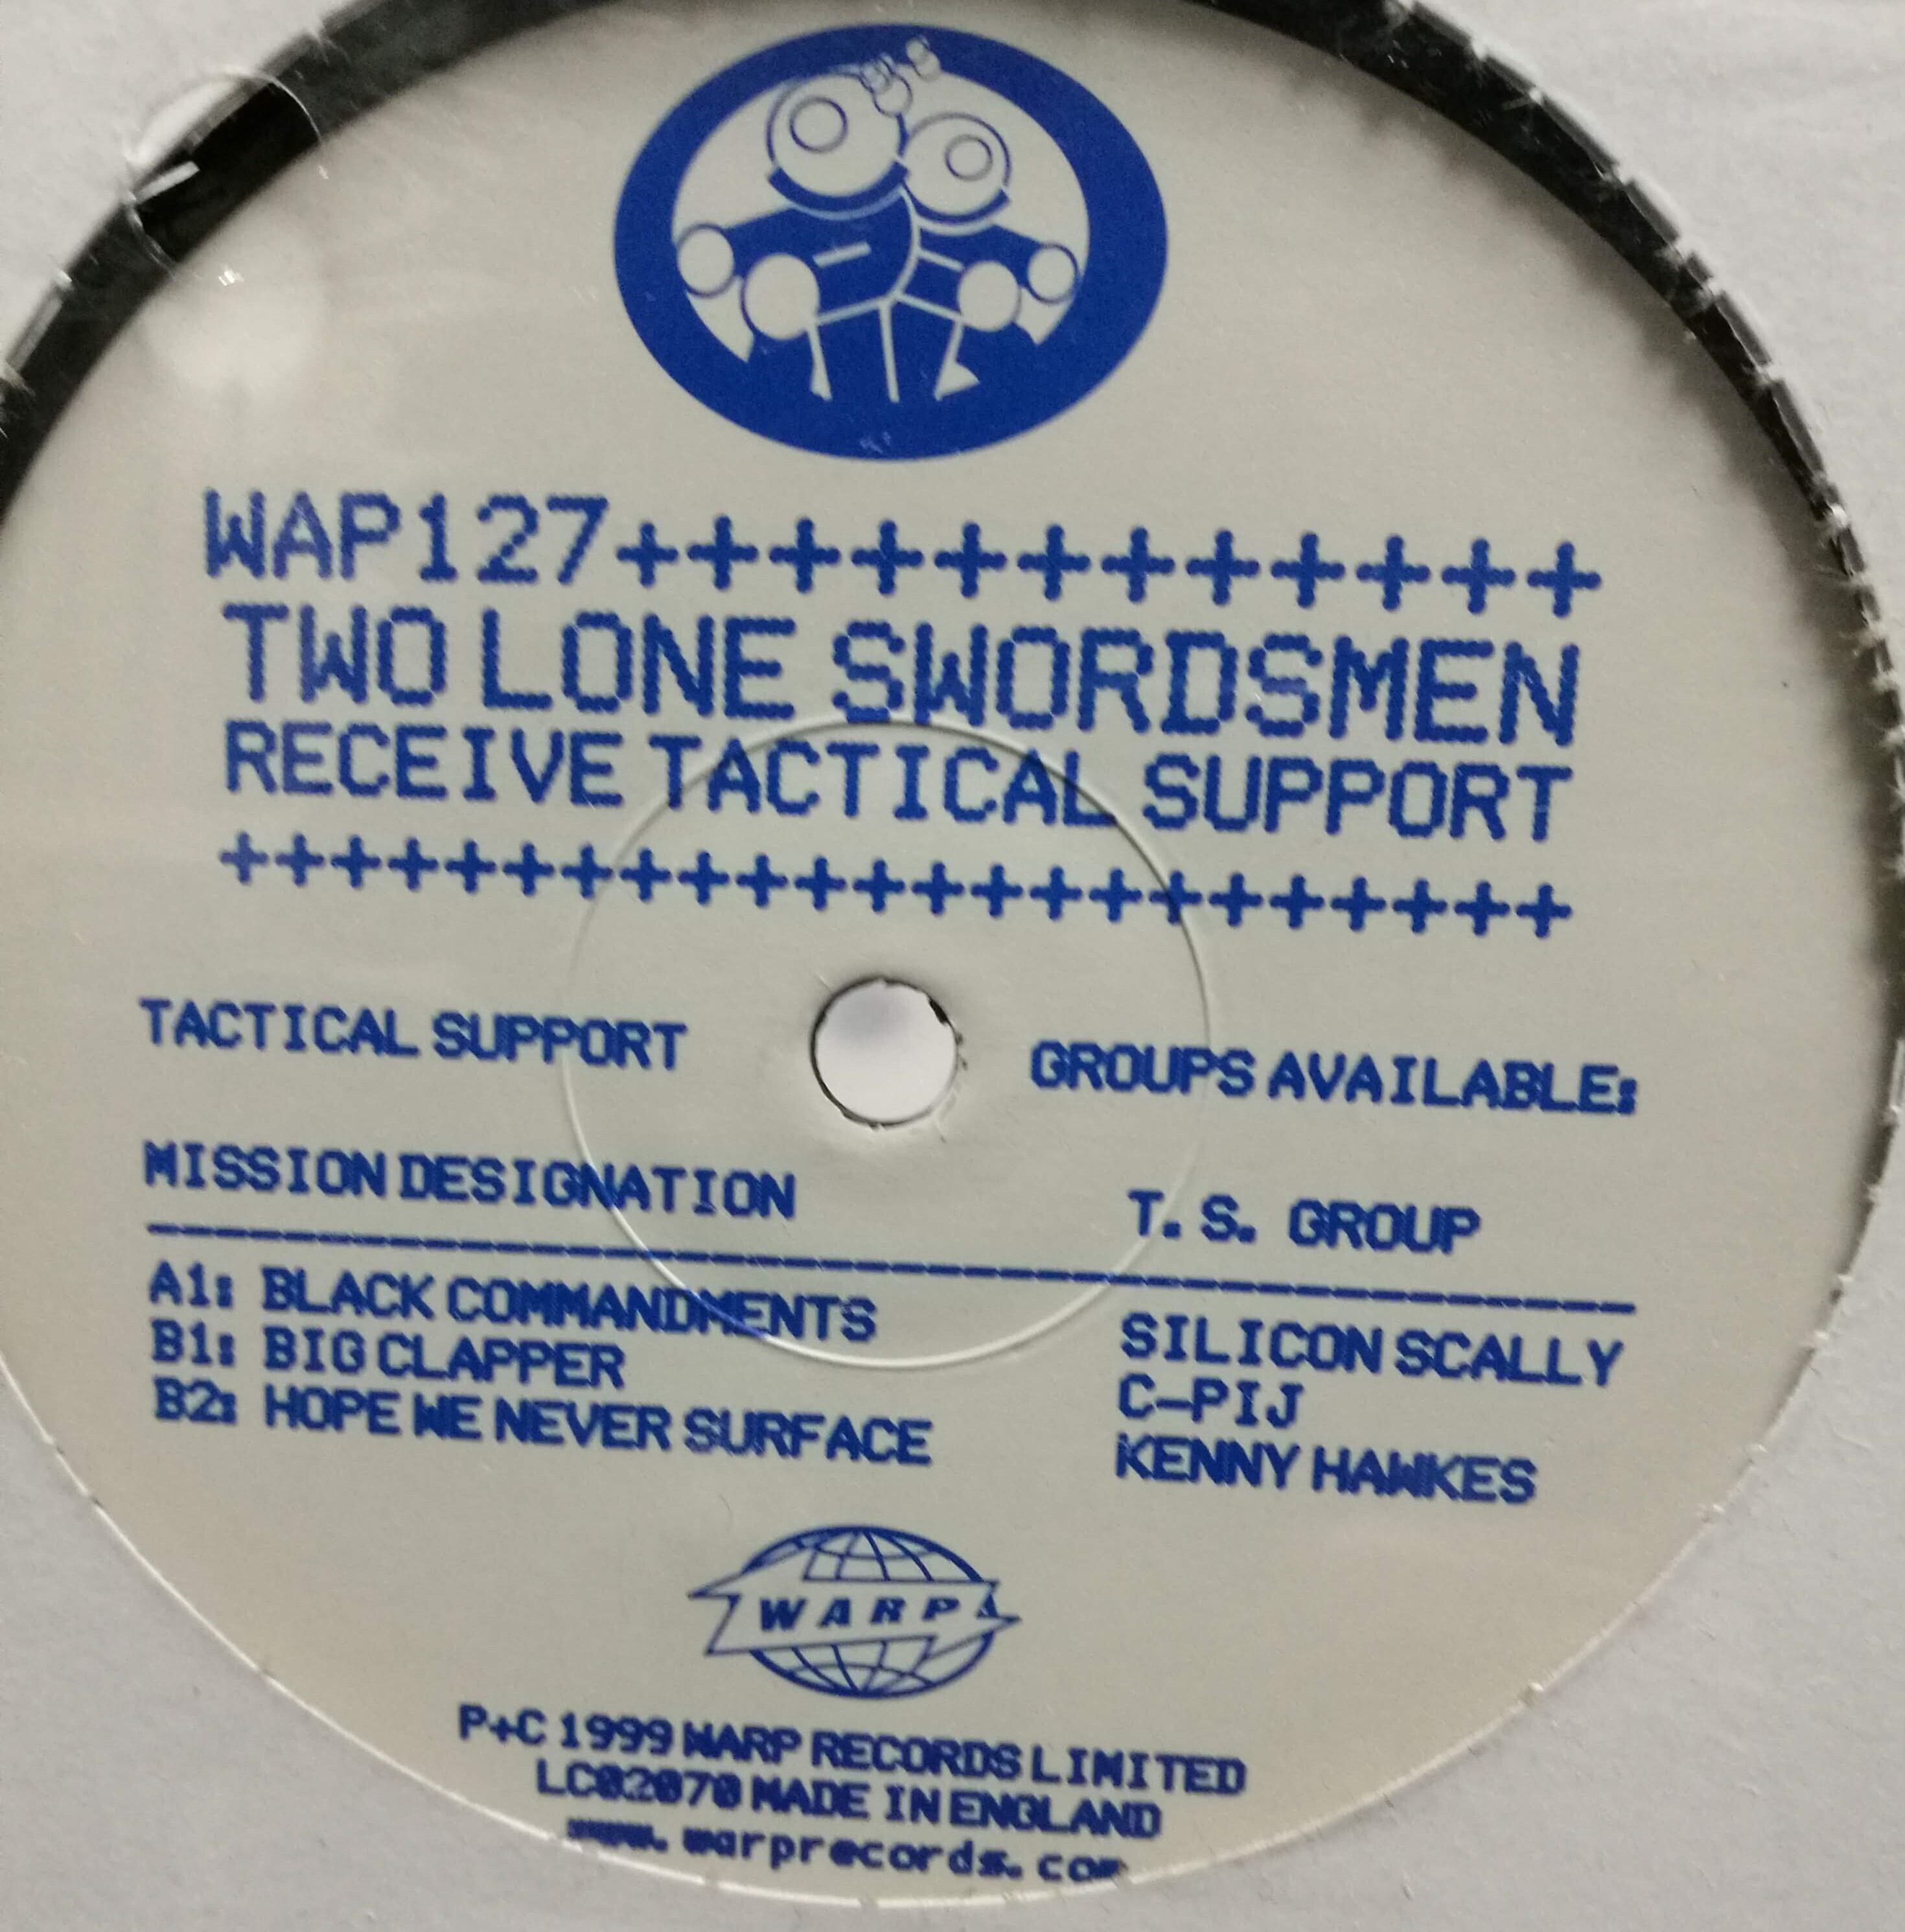 WAP127++++++++++++
TWO LONE SWORDSMEN
RECEIVE TACTICAL SUPPORT
++++++++++++++++++++++++
TACTICAL SUPPORT GROUPS AVAILABLE:
MISSION DESIGNATION T. S. GROUP
------------------------------------------
A1: BLACK COMMANDMENTS SILICON SCALLY
B1: BIG CLAPPER C-PIJ
B2: HOPE WE NEVER SURFACE KENNY HAWKES
WARP
P+C 1999 WARP RECORDS LIMITED
LC02070 MADE IN ENGLAND
www.warprecords.com